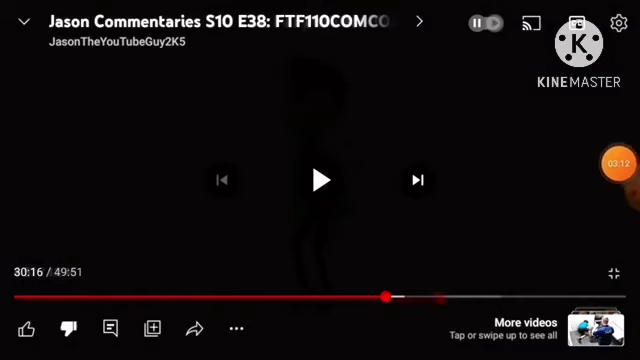 Jason Commentaries S10 E38: FTF110COMCO
JasonTheYouTubeGuy2K5
K
KINEMASTER
03:12
30:16 / 49:51
More videos
Tap or swipe up to see all